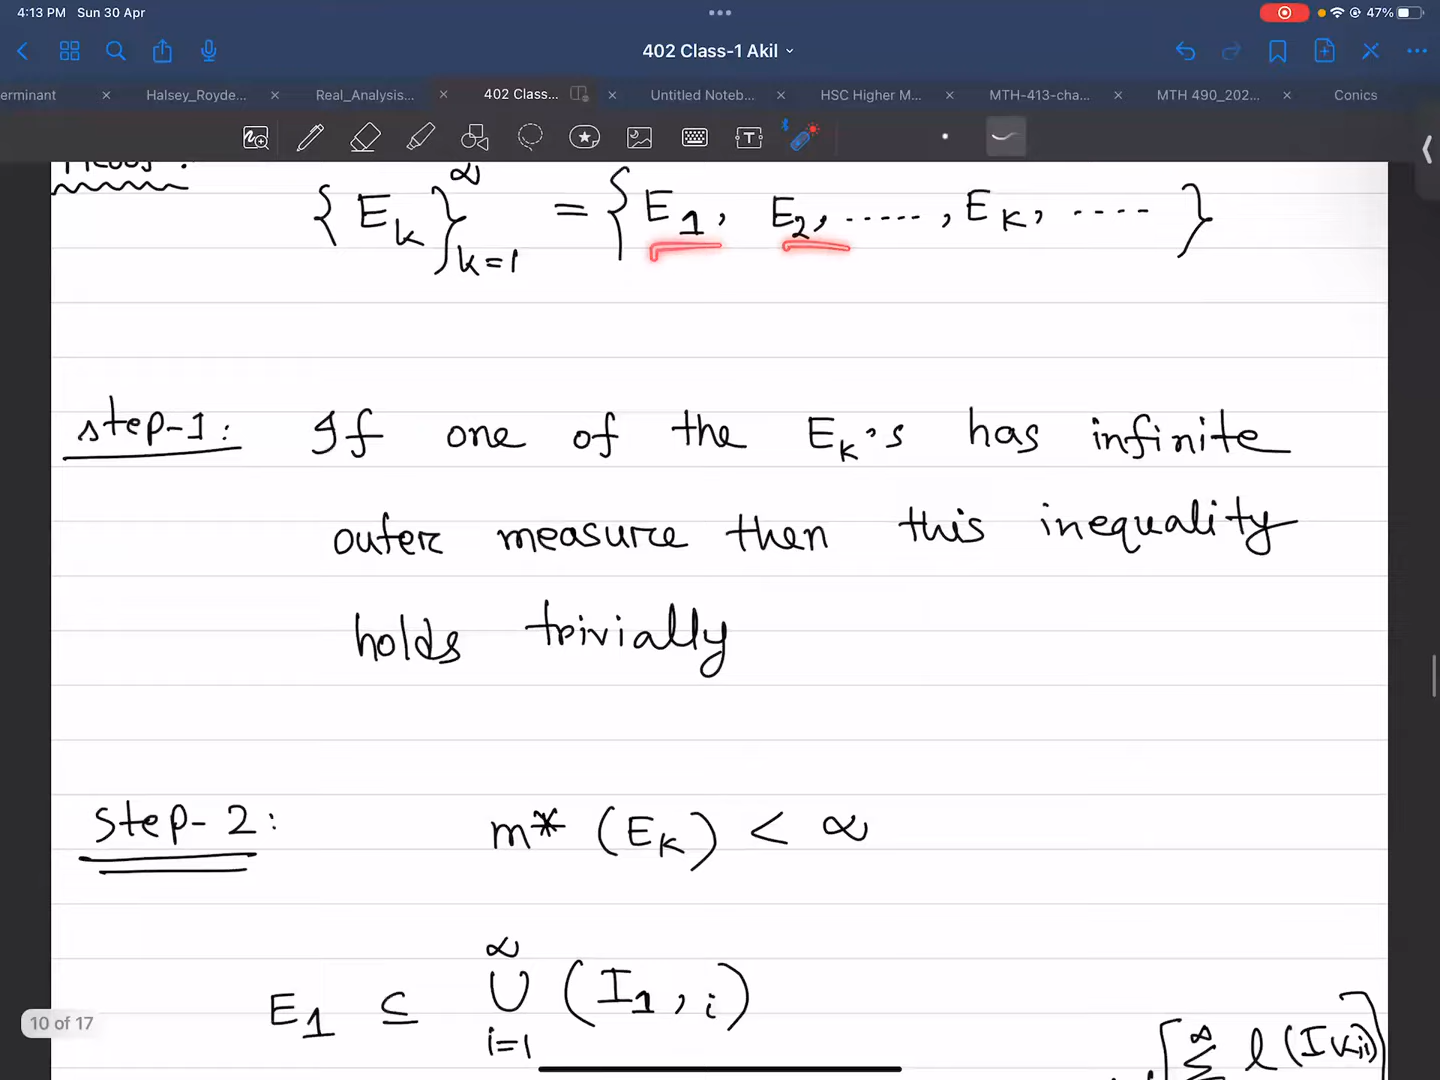 4:13 PM Sun 30 Apr
47%
402 Class-1 Akil
erminant × Halsey_Royde... × Real_Analysis... × 402 Class... × Untitled Noteb... × HSC Higher M... × MTH-413-cha... × MTH 490_202... × Conics
{E_k}_{k=1}^∞ = {E_1, E_2, ....., E_K, .... }
step-1: If one of the E_K's has infinite
outer measure then this inequality
holds trivially
Step-2: m* (E_K) < ∞
E_1 ⊆ ∪_{i=1}^∞ (I_1,i)
10 of 17
[∑^∞ l(I_{k,i})]